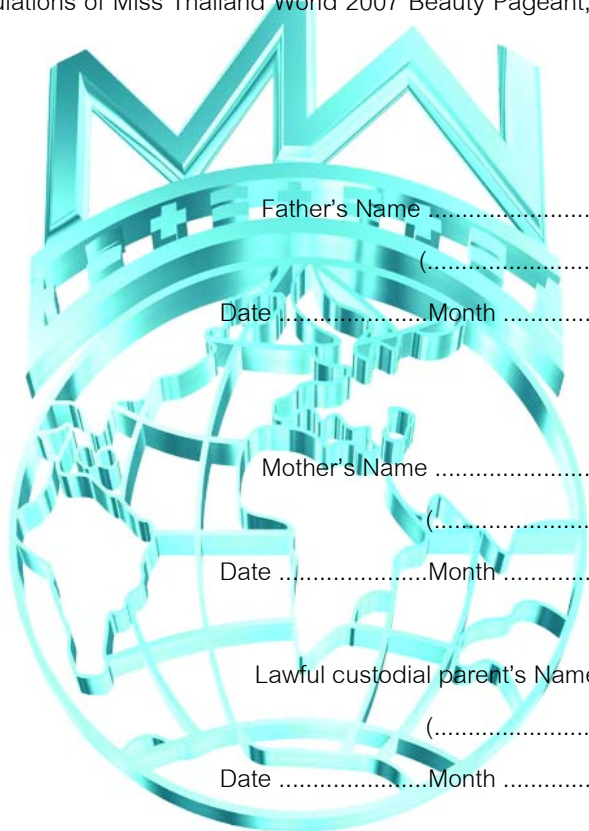 ulations of Miss Thailand World 2007 Beauty Pageant,
Father's Name ........................
(........................
Date ......................Month .............
Mother's Name .......................
(.......................
Date ......................Month .............
Lawful custodial parent's Name
(.......................
Date ......................Month .............